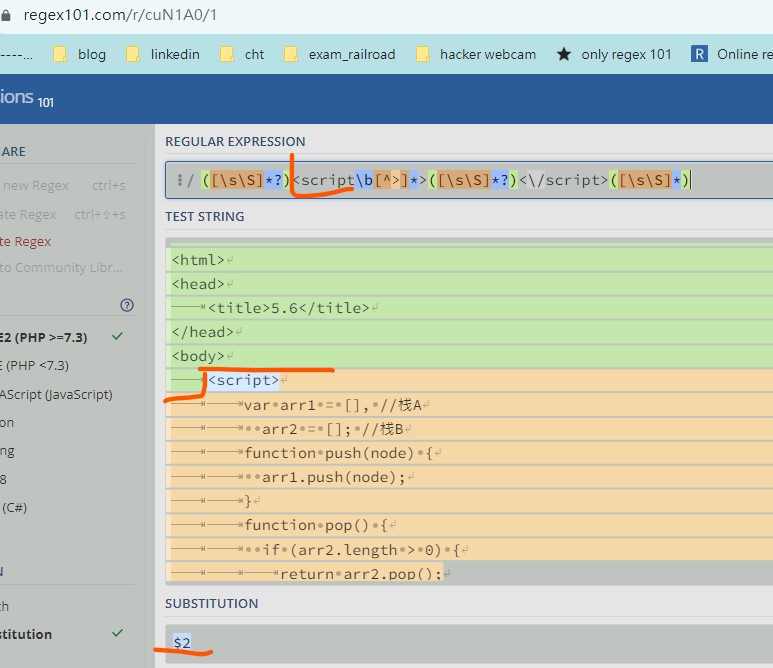 regex101.com/r/cuN1A0/1
----... blog linkedin cht exam_railroad hacker webcam only regex 101 R Online re
ions 101
ARE
new Regex ctrl+s
ate Regex ctrl+⇧+s
te Regex
to Community Libr...
?
E2 (PHP >=7.3) ✓
E (PHP <7.3)
AScript (JavaScript)
on
ng
8
(C#)
N
ch
stitution ✓
REGULAR EXPRESSION
⋮/ ([\s\S]*?)<script\b[^>]*>([\s\S]*?)<\/script>([\s\S]*)
TEST STRING
<html>↵
<head>↵
<title>5.6</title>↵
</head>↵
<body>↵
<script>↵
var•arr1•=•[],•//栈A↵
••arr2•=•[];•//栈B↵
function•push(node)•{↵
••arr1.push(node);↵
}↵
function•pop()•{↵
••if•(arr2.length•>•0)•{↵
return•arr2.pop();↵
SUBSTITUTION
$2